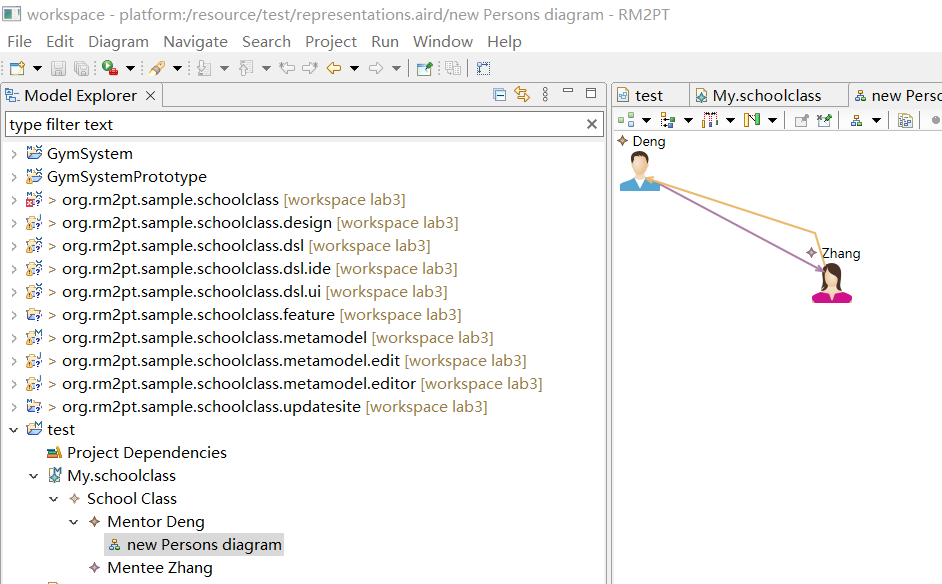 workspace - platform:/resource/test/representations.aird/new Persons diagram - RM2PT
File Edit Diagram Navigate Search Project Run Window Help
Model Explorer
test My.schoolclass new Perso
type filter text
Deng
Zhang
GymSystem
GymSystemPrototype
> org.rm2pt.sample.schoolclass [workspace lab3]
> org.rm2pt.sample.schoolclass.design [workspace lab3]
> org.rm2pt.sample.schoolclass.dsl [workspace lab3]
> org.rm2pt.sample.schoolclass.dsl.ide [workspace lab3]
> org.rm2pt.sample.schoolclass.dsl.ui [workspace lab3]
> org.rm2pt.sample.schoolclass.feature [workspace lab3]
> org.rm2pt.sample.schoolclass.metamodel [workspace lab3]
> org.rm2pt.sample.schoolclass.metamodel.edit [workspace lab3]
> org.rm2pt.sample.schoolclass.metamodel.editor [workspace lab3]
> org.rm2pt.sample.schoolclass.updatesite [workspace lab3]
test
Project Dependencies
My.schoolclass
School Class
Mentor Deng
new Persons diagram
Mentee Zhang